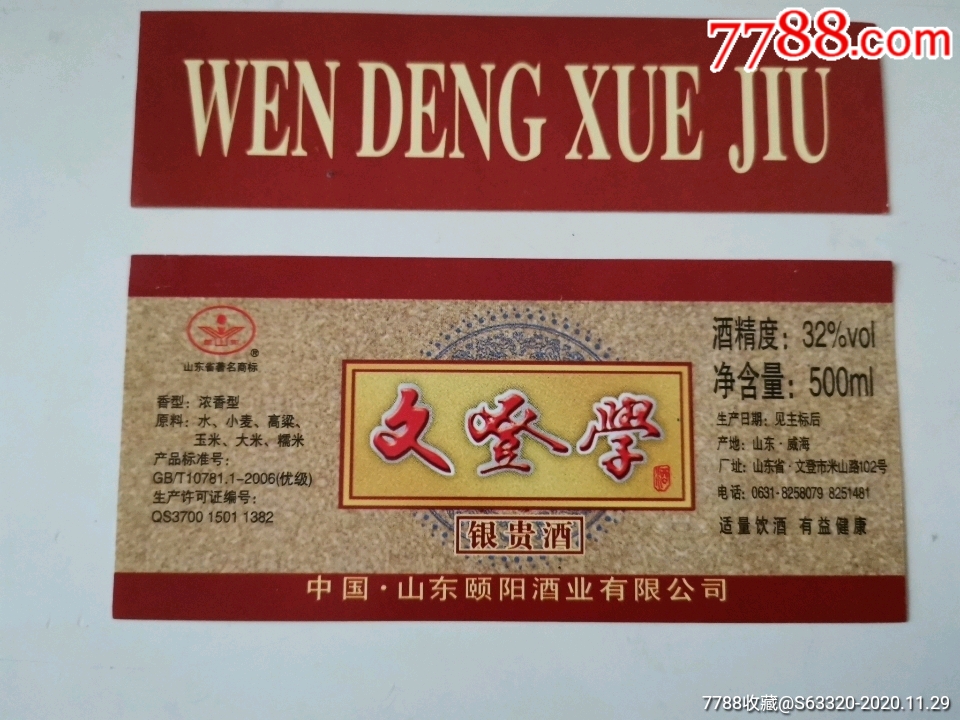 7788.com
WEN DENG XUE JIU
山东省著名商标
®
香型：浓香型
原料：水、小麦、高粱、
玉米、大米、糯米
产品标准号：
GB/T10781.1-2006(优级)
生产许可证编号：
QS3700 1501 1382
文登學
酒
银贵酒
酒精度：32%vol
净含量：500ml
生产日期：见主标后
产地：山东·威海
厂址：山东省·文登市米山路102号
电话：0631-8258079 8251481
适量饮酒 有益健康
中国·山东颐阳酒业有限公司
7788收藏@S63320-2020.11.29